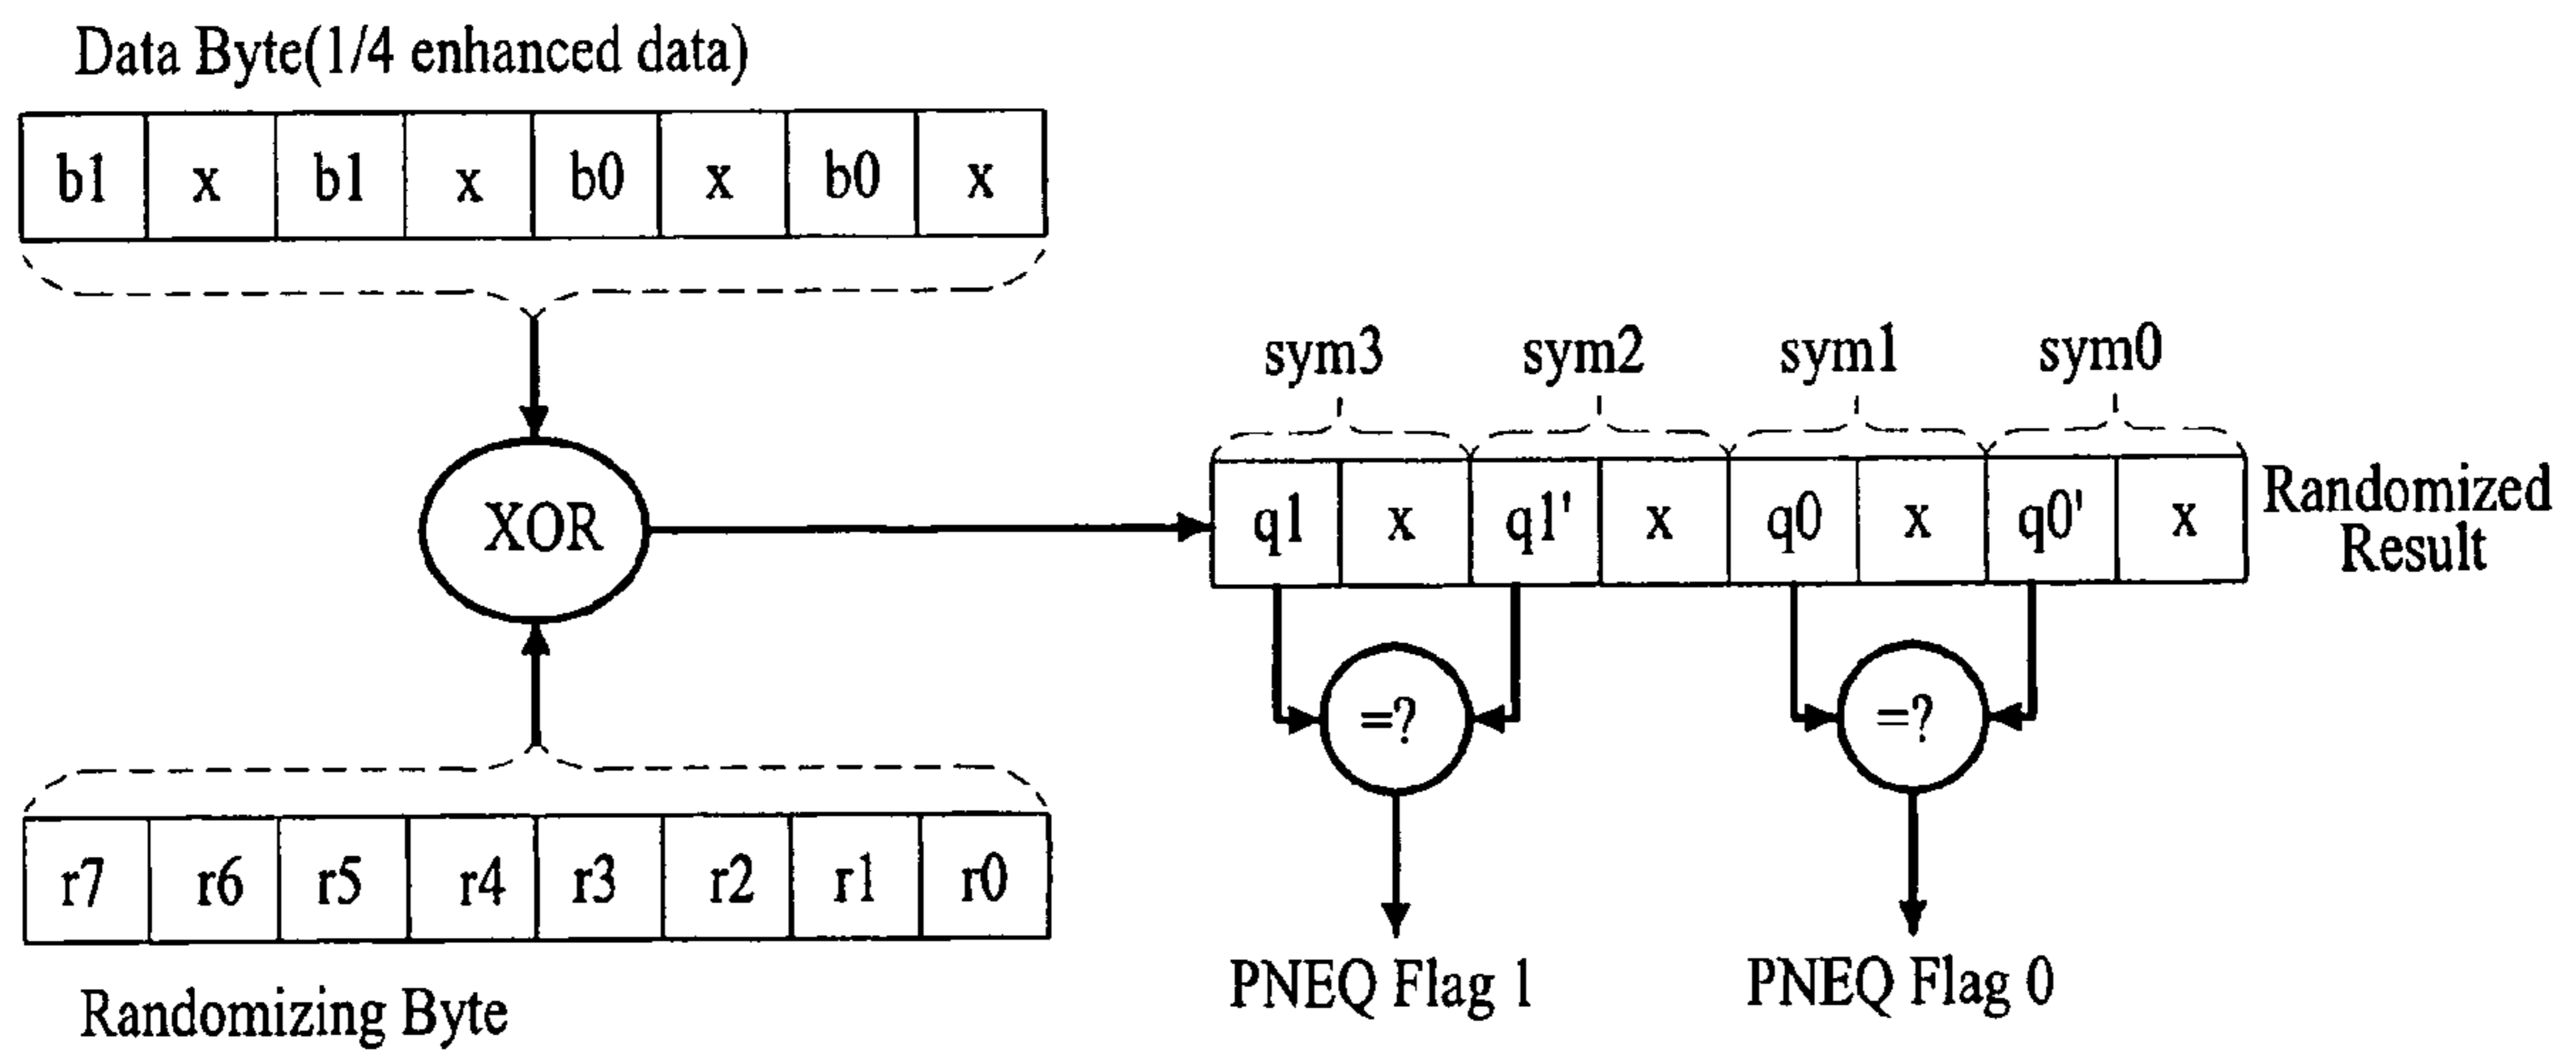 Data Byte(1/4 enhanced data)
b1 x b1 x b0 x b0 x
sym3 sym2 sym1 sym0
XOR
q1 x q1' x q0 x q0' x
Randomized
Result
=? =?
r7 r6 r5 r4 r3 r2 r1 r0
PNEQ Flag 1 PNEQ Flag 0
Randomizing Byte